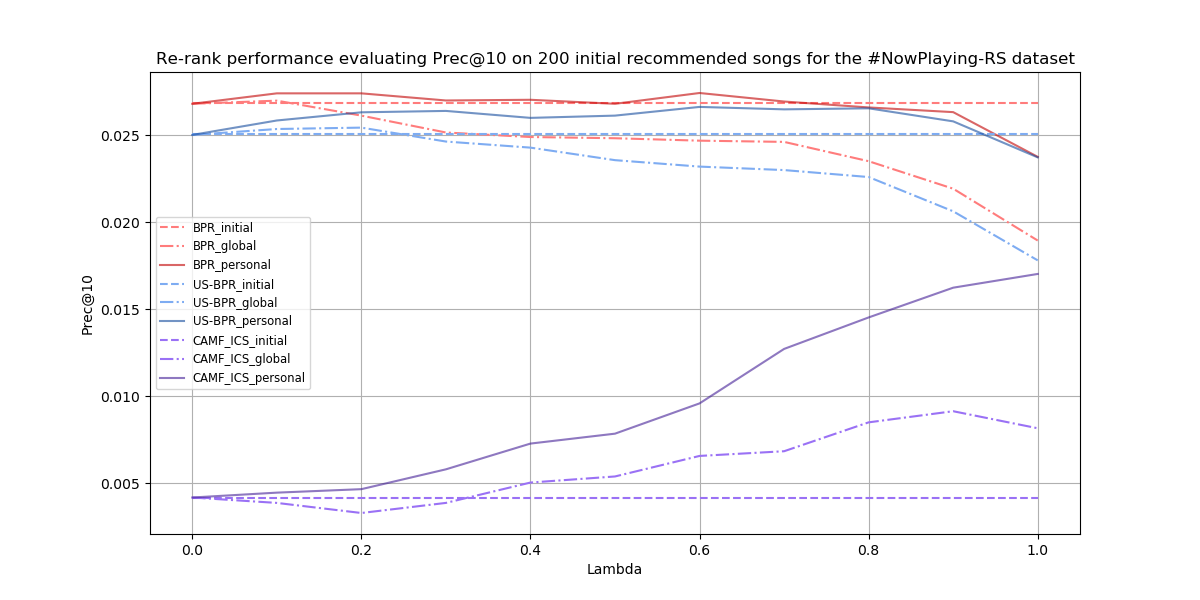 Re-rank performance evaluating Prec@10 on 200 initial recommended songs for the #NowPlaying-RS dataset
Prec@10
0.025
0.020
0.015
0.010
0.005
BPR_initial
BPR_global
BPR_personal
US-BPR_initial
US-BPR_global
US-BPR_personal
CAMF_ICS_initial
CAMF_ICS_global
CAMF_ICS_personal
0.0 0.2 0.4 0.6 0.8 1.0
Lambda